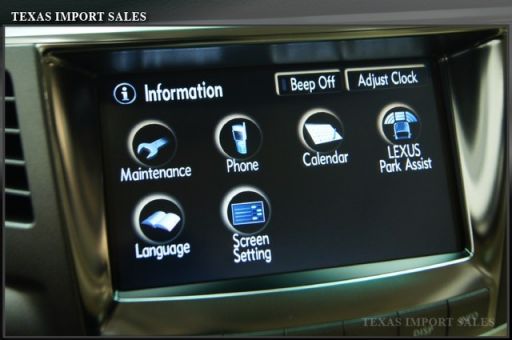 TEXAS IMPORT SALES
Information
Beep Off
Adjust Clock
Maintenance
Phone
Calendar
LEXUS
Park Assist
Language
Screen
Setting
DISP
TEXAS IMPORT SALES